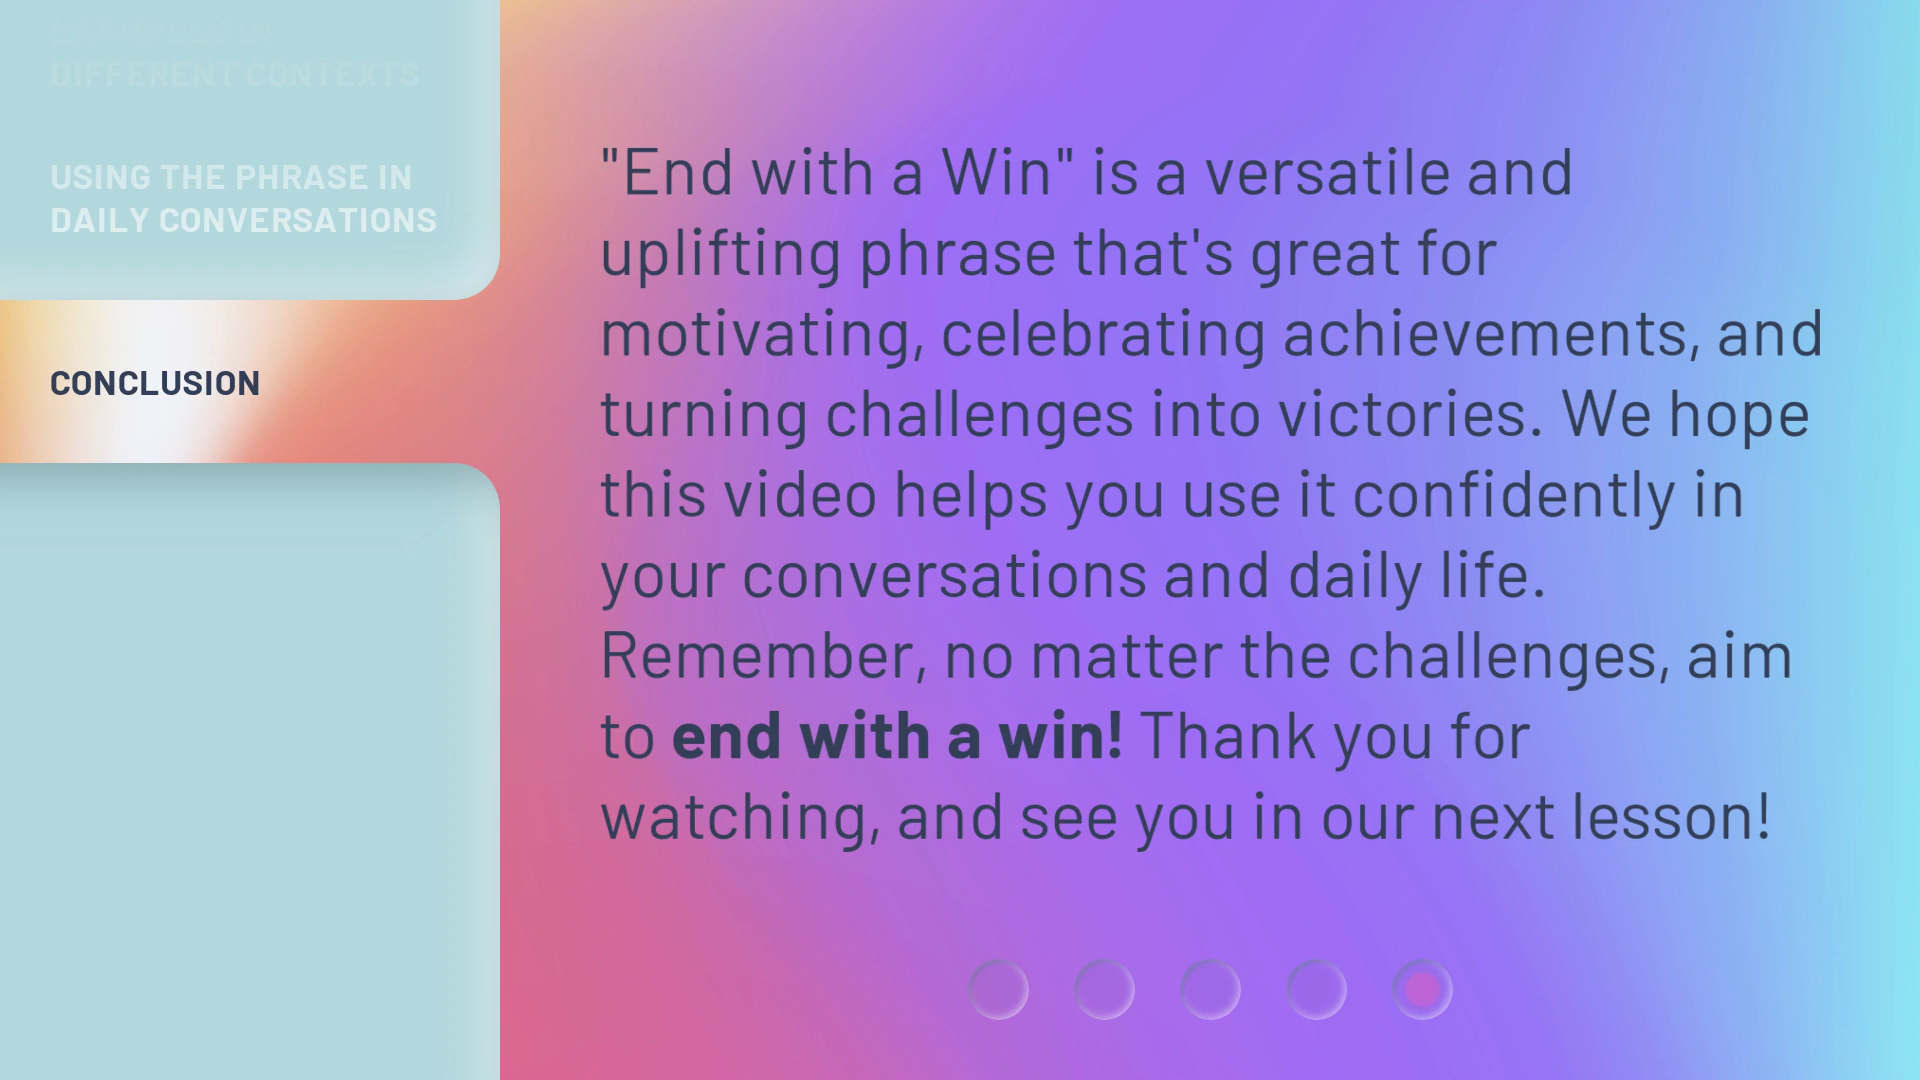 EXAMPLES IN
DIFFERENT CONTEXTS
USING THE PHRASE IN
DAILY CONVERSATIONS
CONCLUSION
"End with a Win" is a versatile and
uplifting phrase that's great for
motivating, celebrating achievements, and
turning challenges into victories. We hope
this video helps you use it confidently in
your conversations and daily life.
Remember, no matter the challenges, aim
to end with a win! Thank you for
watching, and see you in our next lesson!